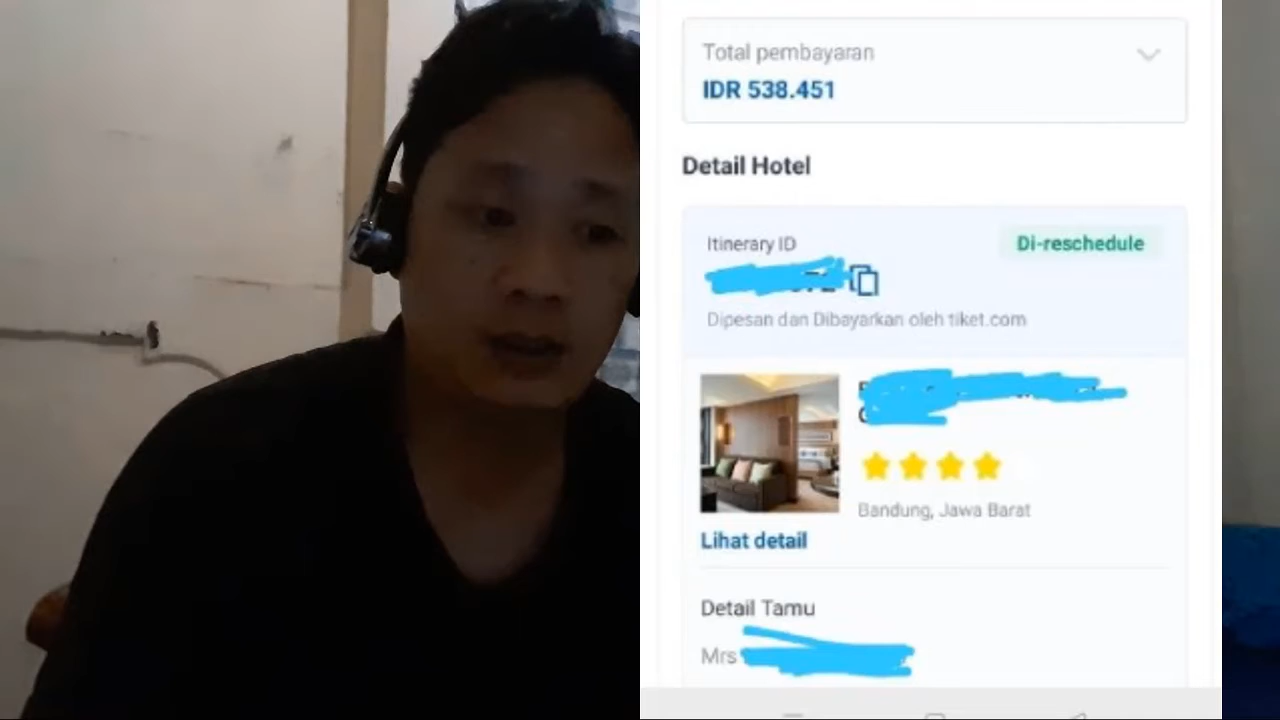 Total pembayaran
IDR 538.451
Detail Hotel
Itinerary ID
Di-reschedule
Dipesan dan Dibayarkan oleh tiket.com
Bandung, Jawa Barat
Lihat detail
Detail Tamu
Mrs